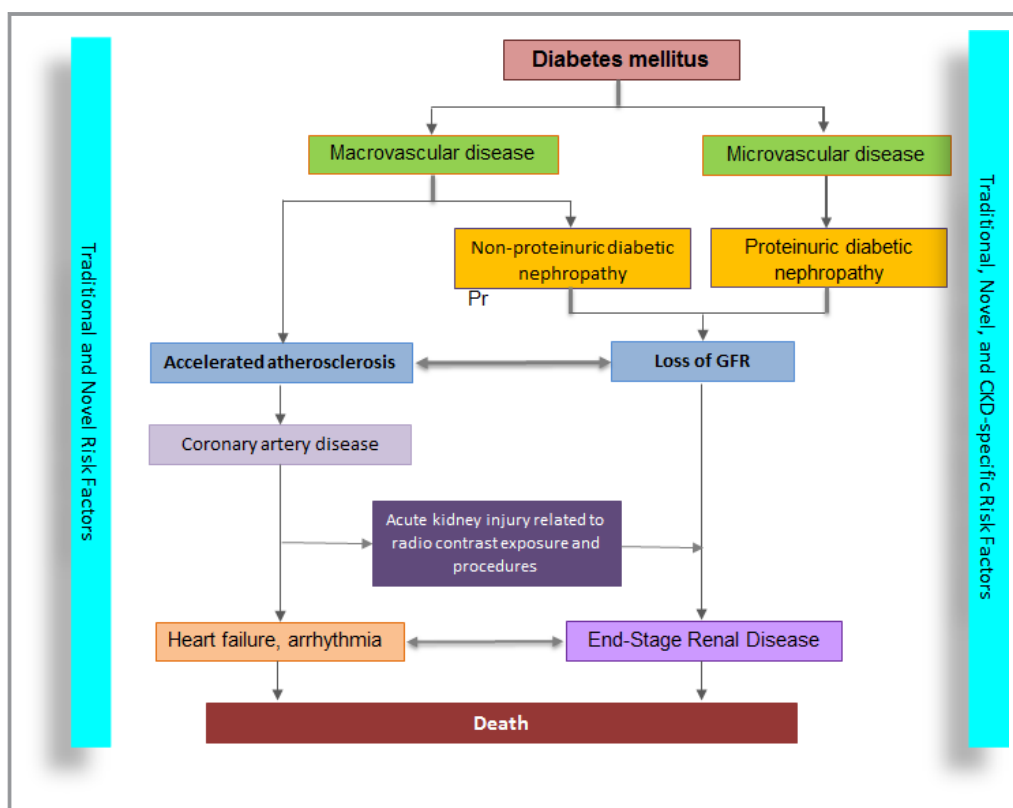 Diabetes mellitus
Macrovascular disease
Microvascular disease
Non-proteinuric diabetic
nephropathy
Proteinuric diabetic
nephropathy
Pr
Accelerated atherosclerosis
Loss of GFR
Coronary artery disease
Acute kidney injury related to
radio contrast exposure and
procedures
Heart failure, arrhythmia
End-Stage Renal Disease
Death
Traditional and Novel Risk Factors
Traditional, Novel, and CKD-specific Risk Factors